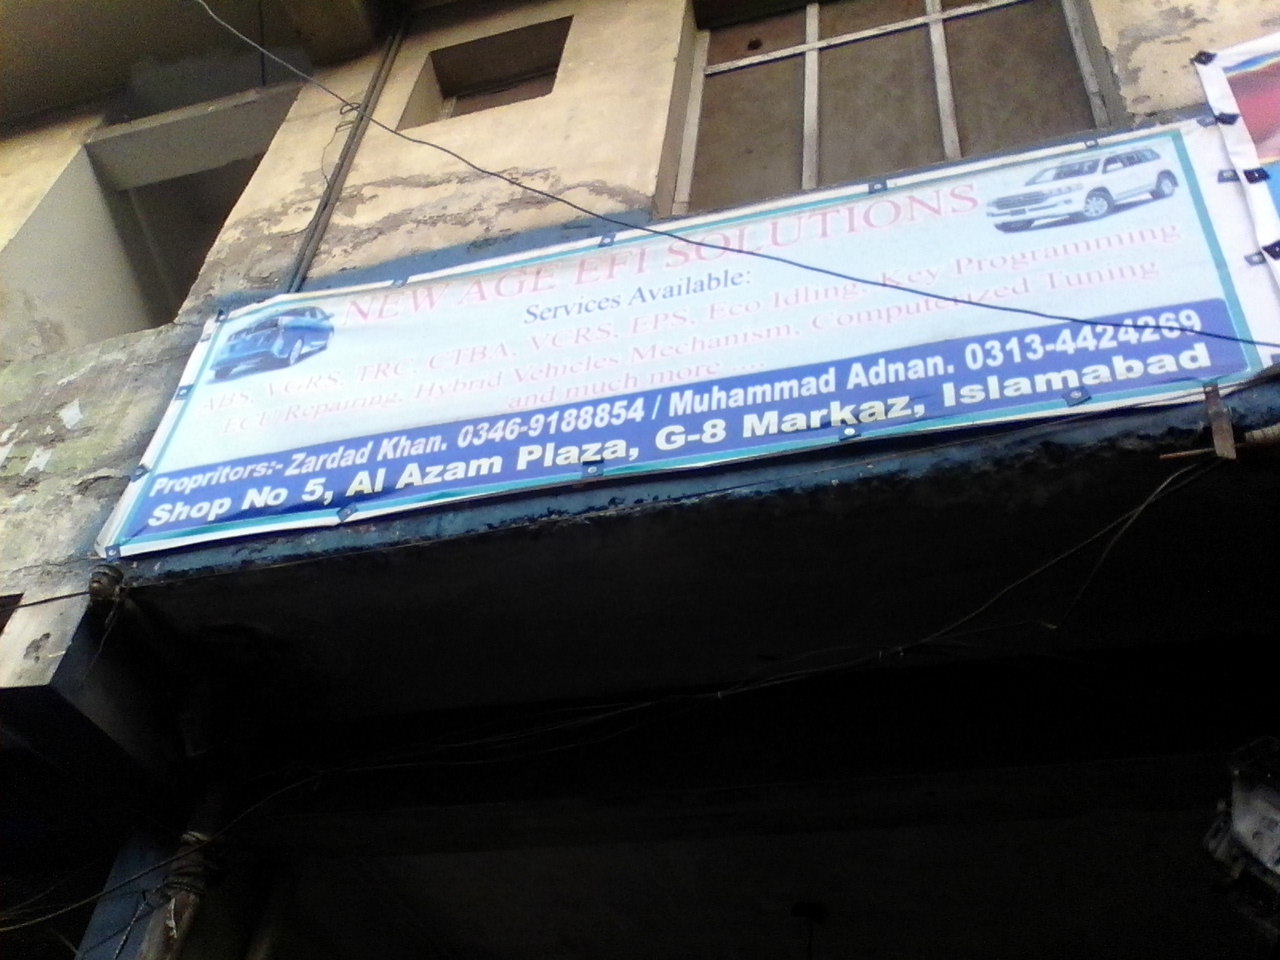 NEW AGE EFI SOLUTIONS
Services Available:
ABS, VGRS, TRC, CTBA, VCRS, EPS, Eco Idling, Key Programming
ECU Repairing, Hybrid Vehicles Mechanism, Computerized Tuning
and much more .....
Propritors:- Zardad Khan. 0346-9188854 / Muhammad Adnan. 0313-4424269
Shop No 5, Al Azam Plaza, G-8 Markaz, Islamabad